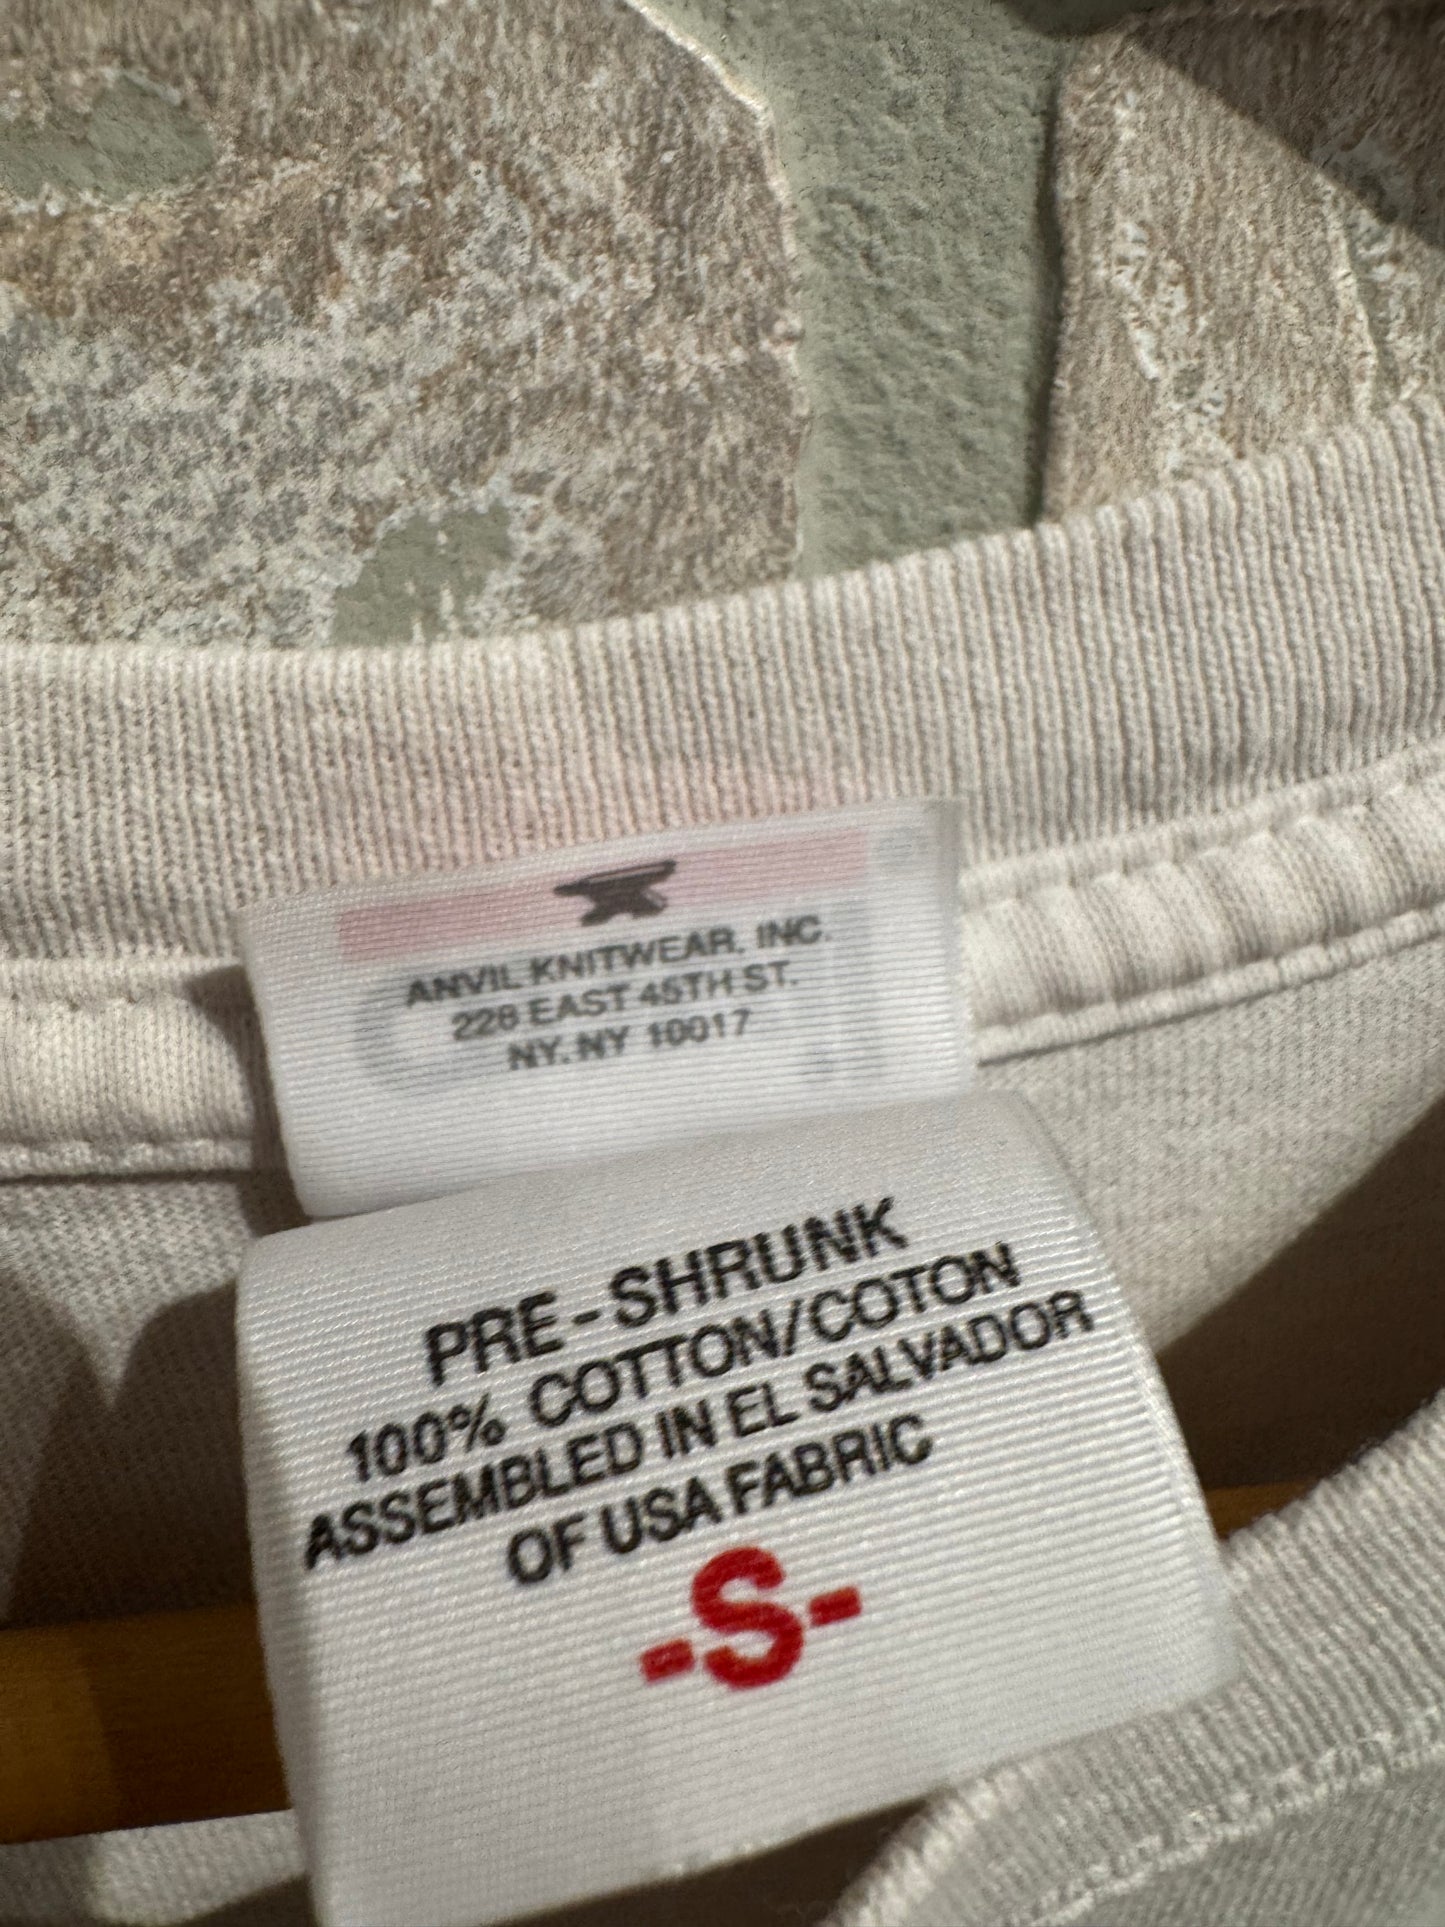 ANVIL KNITWEAR, INC.
228 EAST 45TH ST.
NY. NY 10017
PRE-SHRUNK
100% COTTON/COTON
ASSEMBLED IN EL SALVADOR
OF USA FABRIC
-S-